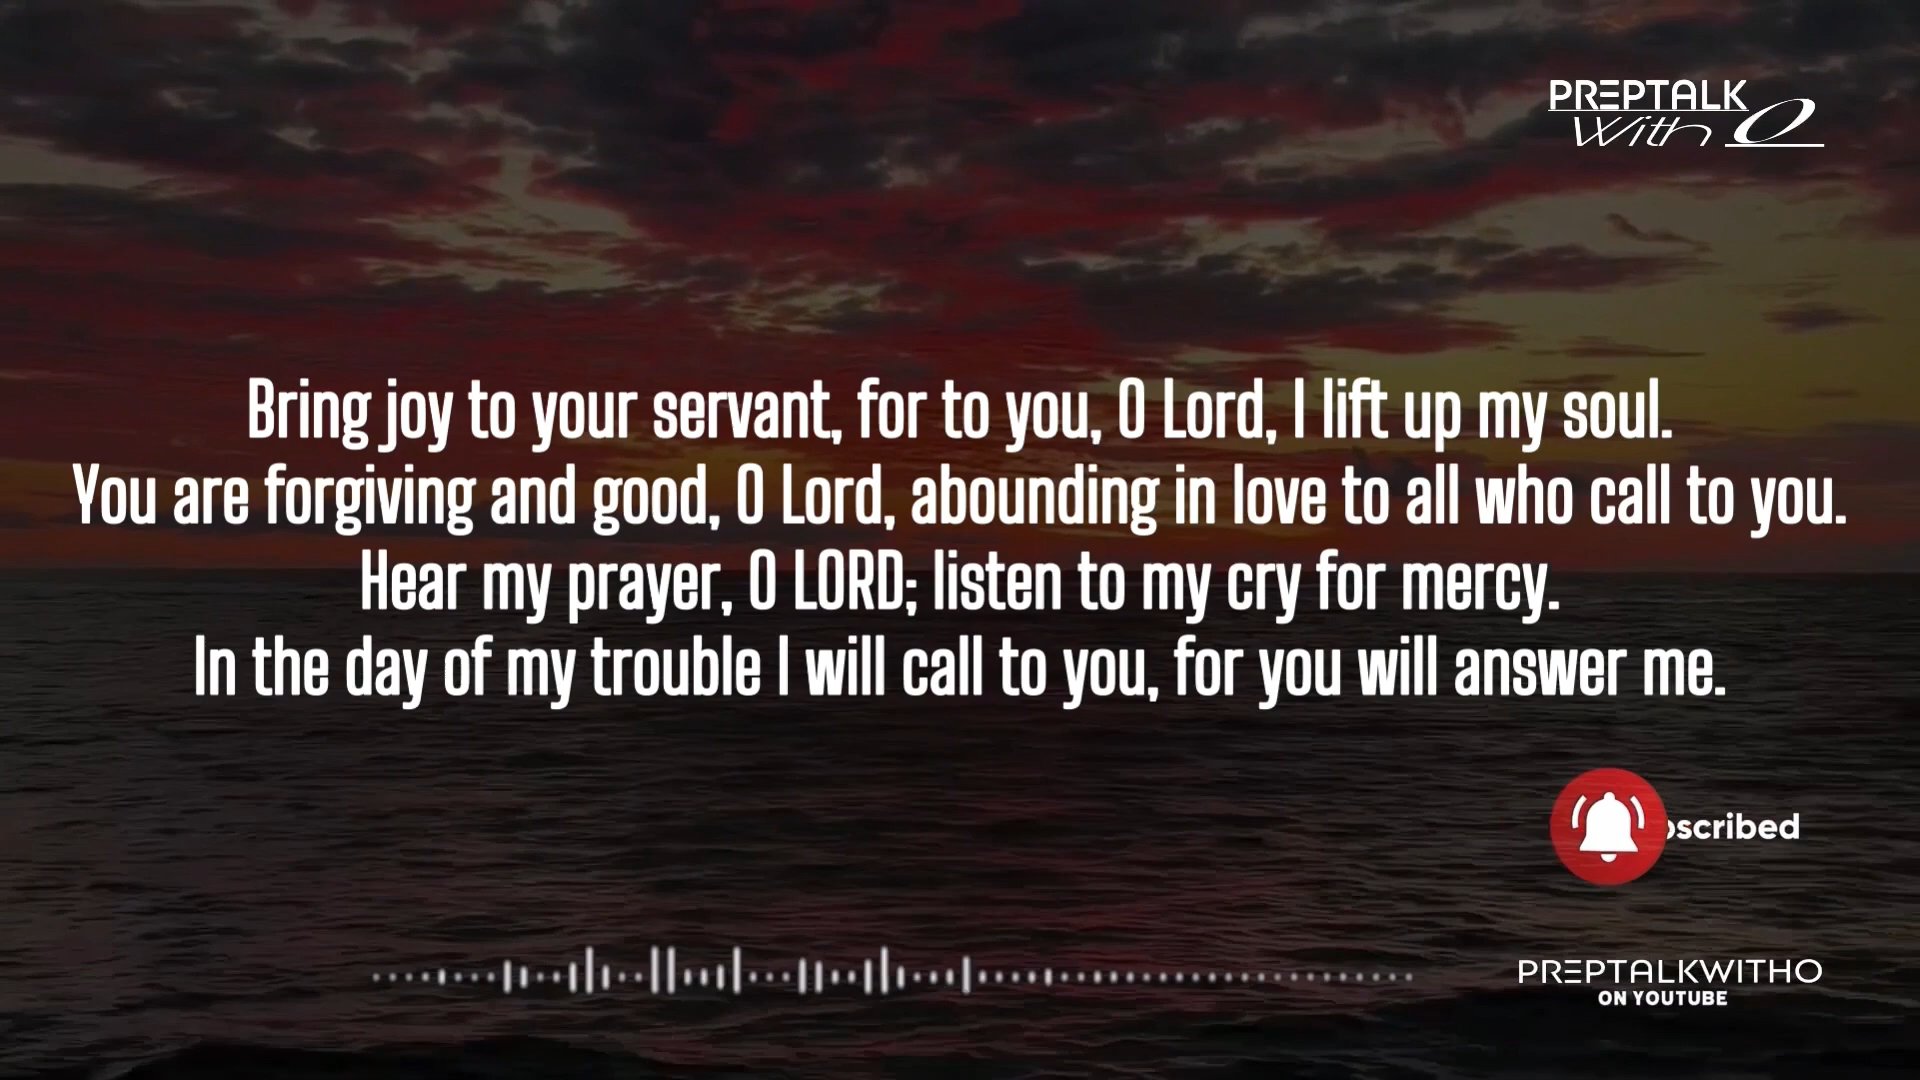 PREPTALK
With O
Bring joy to your servant, for to you, O Lord, I lift up my soul.
You are forgiving and good, O Lord, abounding in love to all who call to you.
Hear my prayer, O LORD; listen to my cry for mercy.
In the day of my trouble I will call to you, for you will answer me.
scribed
PREPTALKWITHO
ON YOUTUBE